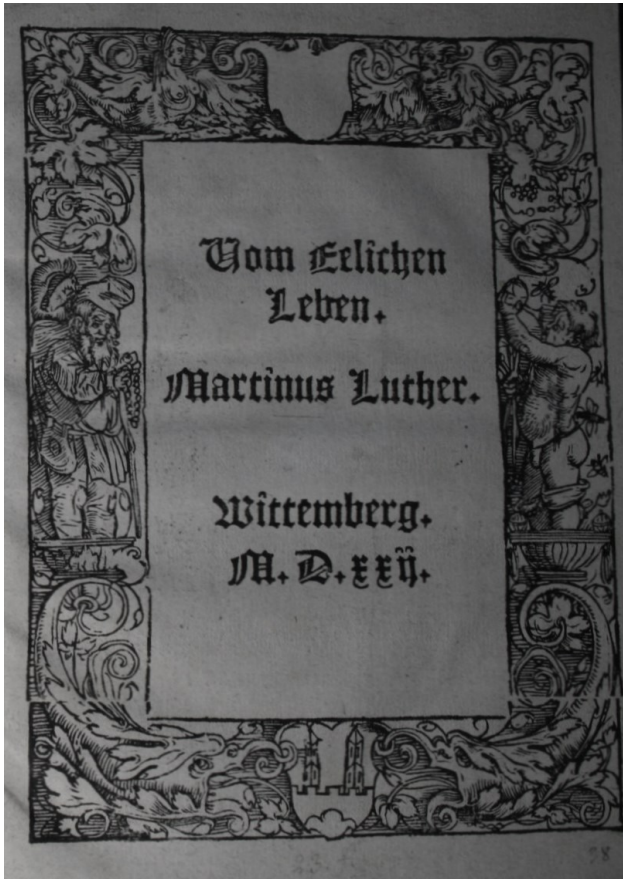 Vom Eelichen
Leben.
Martinus Luther.
Wittemberg.
M. D. xxij.